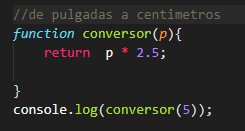 //de pulgadas a centimetros
function conversor(p){
return p * 2.5;
}
console.log(conversor(5));